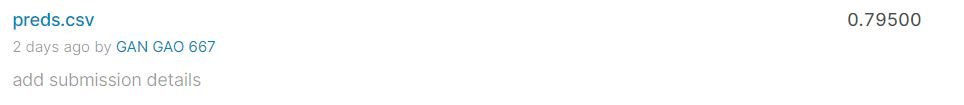 preds.csv 0.79500
2 days ago by GAN GAO 667
add submission details